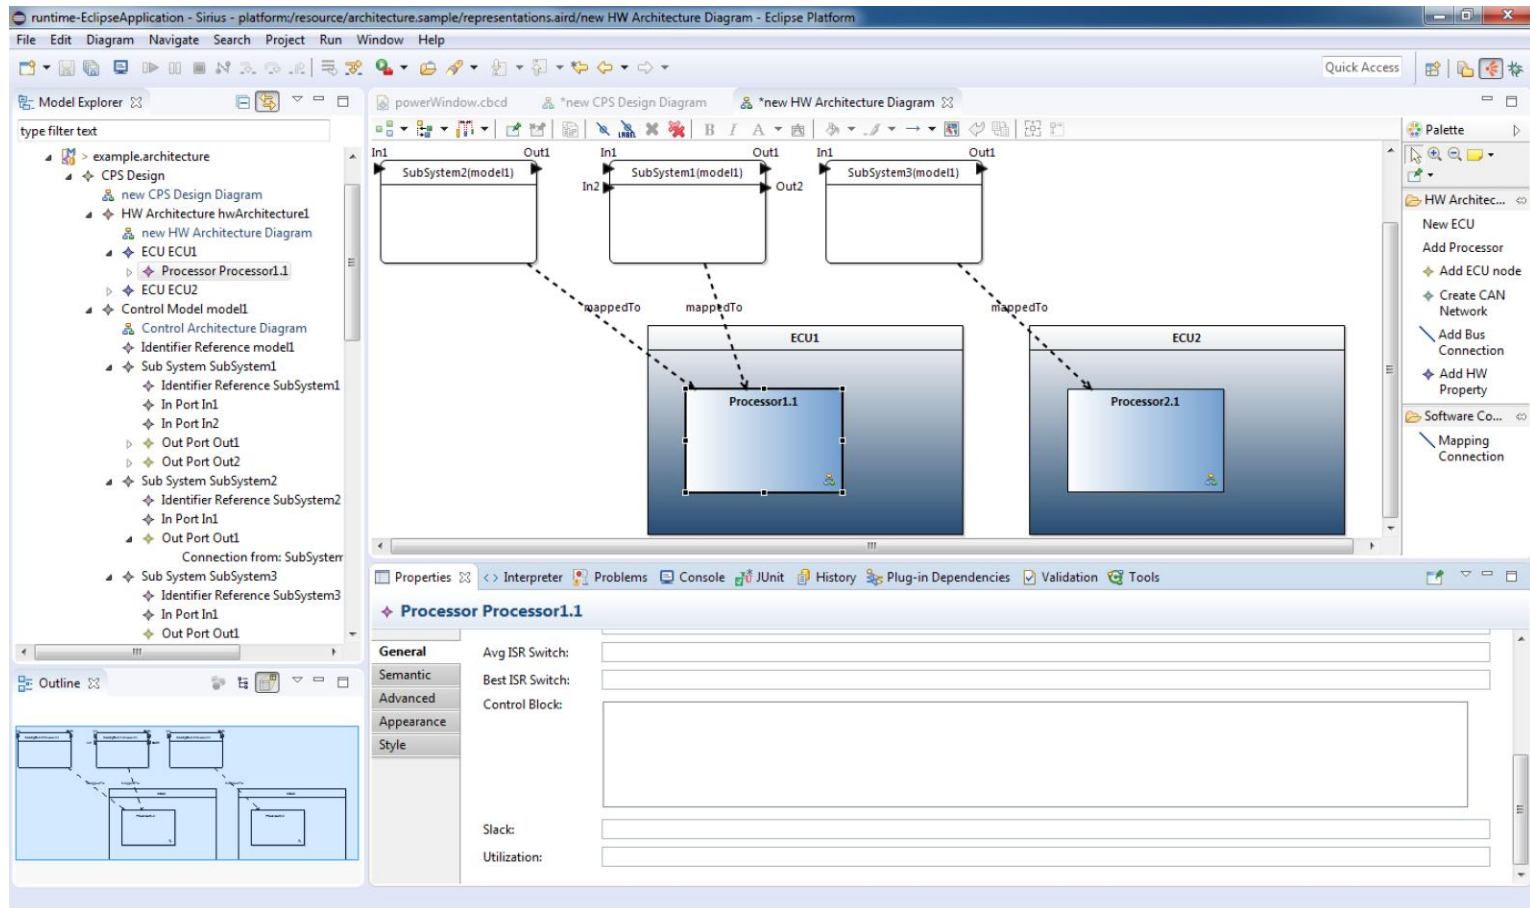 runtime-EclipseApplication - Sirius - platform:/resource/architecture.sample/representations.aird/new HW Architecture Diagram - Eclipse Platform
File Edit Diagram Navigate Search Project Run Window Help
Quick Access
Model Explorer
type filter text
> example.architecture
CPS Design
new CPS Design Diagram
HW Architecture hwArchitecture1
new HW Architecture Diagram
ECU ECU1
Processor Processor1.1
ECU ECU2
Control Model model1
Control Architecture Diagram
Identifier Reference model1
Sub System SubSystem1
Identifier Reference SubSystem1
In Port In1
In Port In2
Out Port Out1
Out Port Out2
Sub System SubSystem2
Identifier Reference SubSystem2
In Port In1
Out Port Out1
Connection from: SubSystem
Sub System SubSystem3
Identifier Reference SubSystem3
In Port In1
Out Port Out1
Outline
powerWindow.cbcd *new CPS Design Diagram *new HW Architecture Diagram
B I A
In1 Out1 In1 Out1 In1 Out1
SubSystem2(model1) SubSystem1(model1) SubSystem3(model1)
In2 Out2
mappedTo mappedTo mappedTo
ECU1 ECU2
Processor1.1 Processor2.1
Palette
HW Architec...
New ECU
Add Processor
Add ECU node
Create CAN
Network
Add Bus
Connection
Add HW
Property
Software Co...
Mapping
Connection
Properties Interpreter Problems Console JUnit History Plug-in Dependencies Validation Tools
Processor Processor1.1
General
Semantic
Advanced
Appearance
Style
Avg ISR Switch:
Best ISR Switch:
Control Block:
Slack:
Utilization: